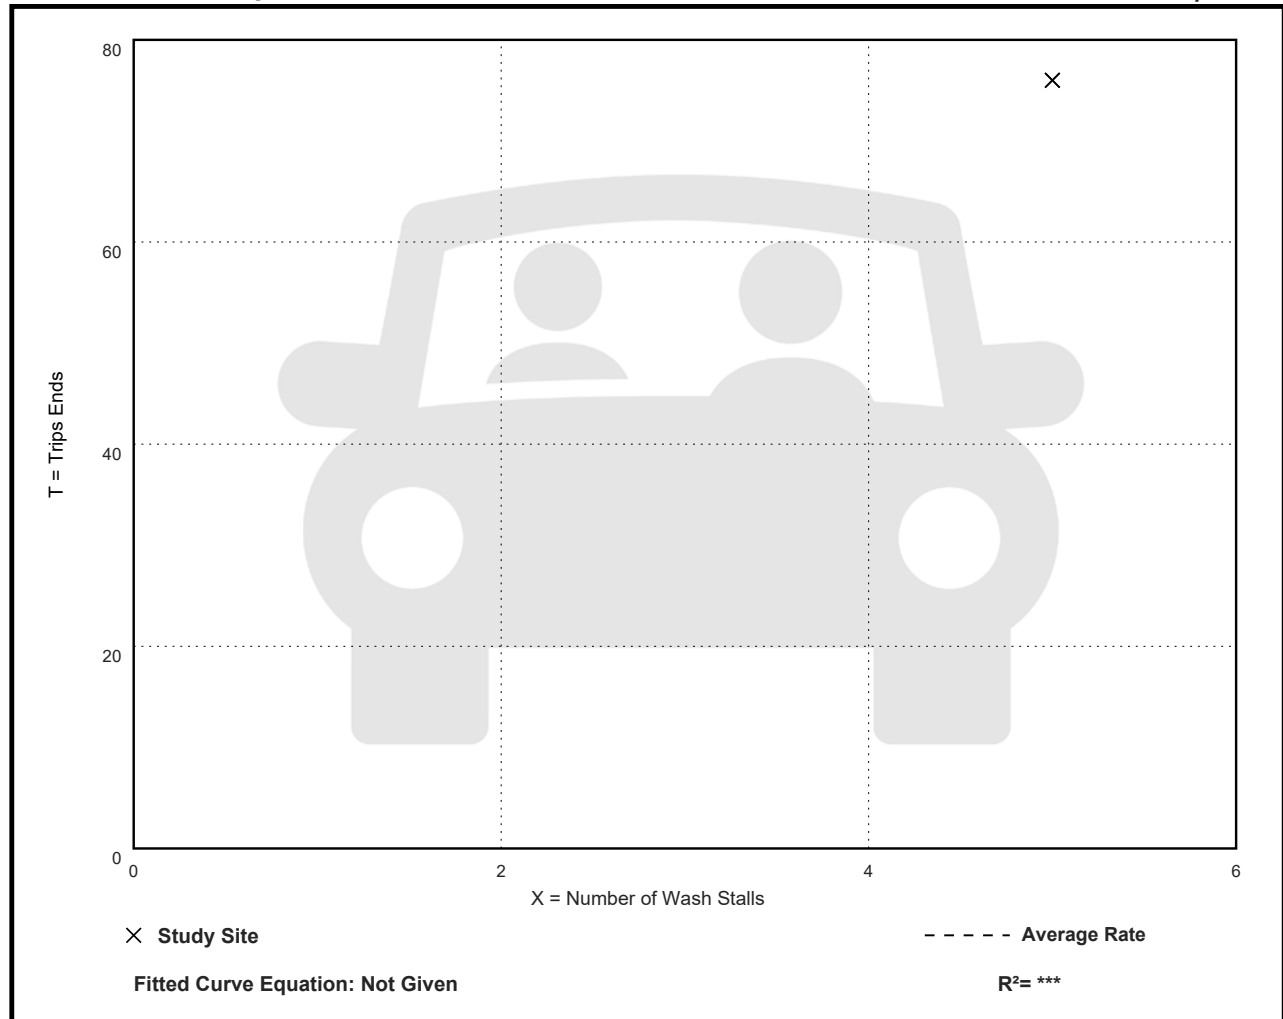 80
60
40
20
0
T = Trips Ends
0 2 4 6
X = Number of Wash Stalls
Study Site
Average Rate
Fitted Curve Equation: Not Given
R²= ***